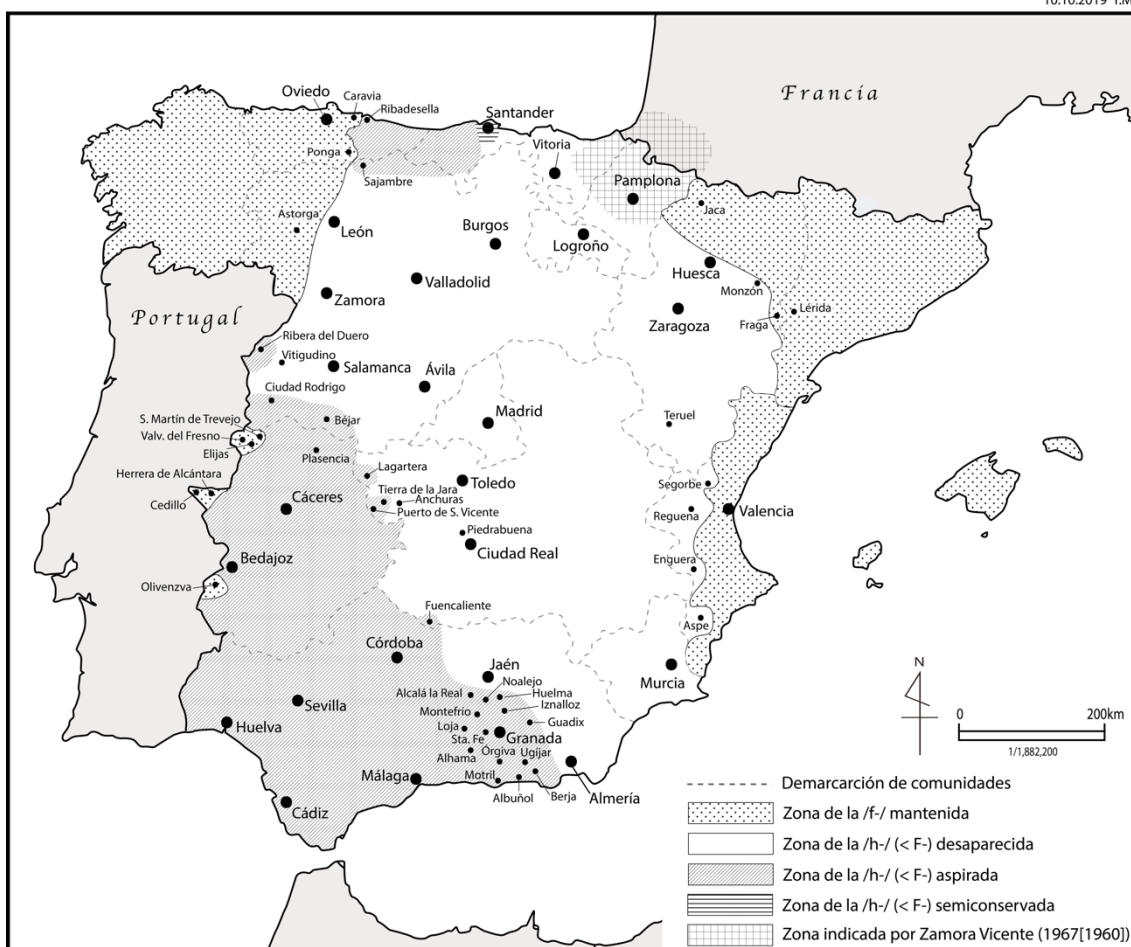 10.10.2019 T.M
Francia
Oviedo
Caravia
Ribadesella
Santander
Vitoria
Ponga
Sajambre
Pamplona
Jaca
Astorga
León
Burgos
Logroño
Huesca
Monzón
Lérida
Fraga
Valladolid
Zamora
Zaragoza
Portugal
Ribera del Duero
Vitigudino
Salamanca
Ávila
Ciudad Rodrigo
Madrid
Teruel
S. Martín de Trevejo
Béjar
Valv. del Fresno
Elijas
Plasencia
Lagartera
Herrera de Alcántara
Cedillo
Cáceres
Tierra de la Jara
Anchuras
Puerto de S. Vicente
Toledo
Segorbe
Reguena
Valencia
Piedrabuena
Ciudad Real
Enguera
Bedajoz
Olivenzva
Fuencaliente
Aspe
Córdoba
Jaén
Noalejo
Murcia
Alcalá la Real
Huelma
Iznalloz
Sevilla
Montefrío
Guadix
Huelva
Loja
Sta. Fe
Granada
Alhama
Órgiva
Ugíjar
Málaga
Motril
Albuñol
Berja
Almería
Cádiz
N
0 200km
1/1,882,200
Demarcarción de comunidades
Zona de la /f-/ mantenida
Zona de la /h-/ (< F-) desaparecida
Zona de la /h-/ (< F-) aspirada
Zona de la /h-/ (< F-) semiconservada
Zona indicada por Zamora Vicente (1967[1960])